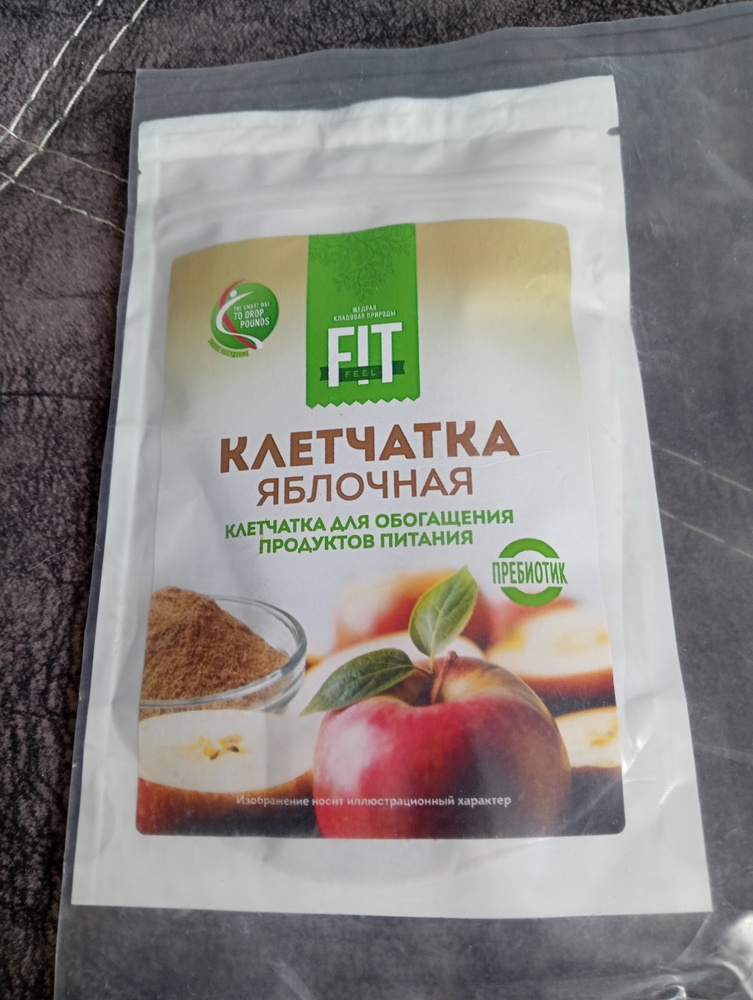 ЩЕДРАЯ
КЛАДОВАЯ ПРИРОДЫ
FIT
FEEL
THE SMART WAY
TO DROP
POUNDS
КЛЕТЧАТКА
ЯБЛОЧНАЯ
КЛЕТЧАТКА ДЛЯ ОБОГАЩЕНИЯ
ПРОДУКТОВ ПИТАНИЯ
ПРЕБИОТИК
Изображение носит иллюстрационный характер